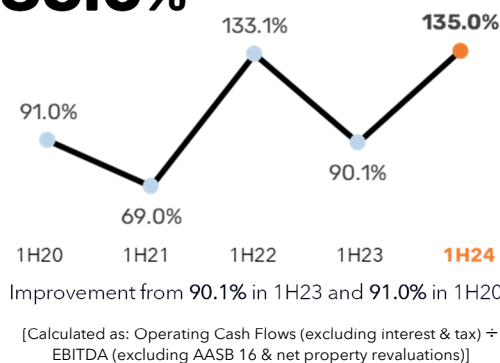 133.1%
135.0%
91.0%
90.1%
69.0%
1H20 1H21 1H22 1H23 1H24
Improvement from 90.1% in 1H23 and 91.0% in 1H20
[Calculated as: Operating Cash Flows (excluding interest & tax) ÷
EBITDA (excluding AASB 16 & net property revaluations)]